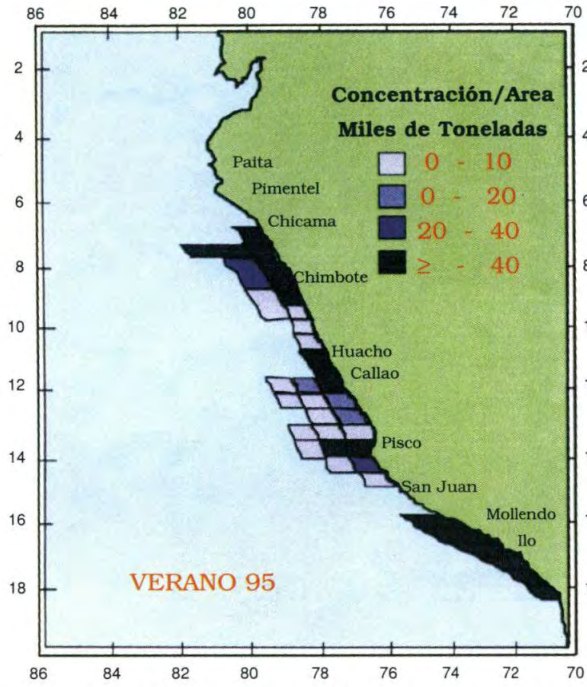 86 84 82 80 78 76 74 72 70
2
4
6
8
10
12
14
16
18
Concentración/Area
Miles de Toneladas
0 - 10
0 - 20
20 - 40
≥ - 40
Paita
Pimentel
Chicama
Chimbote
Huacho
Callao
Pisco
San Juan
Mollendo
Ilo
VERANO 95
86 84 82 80 78 76 74 72 70